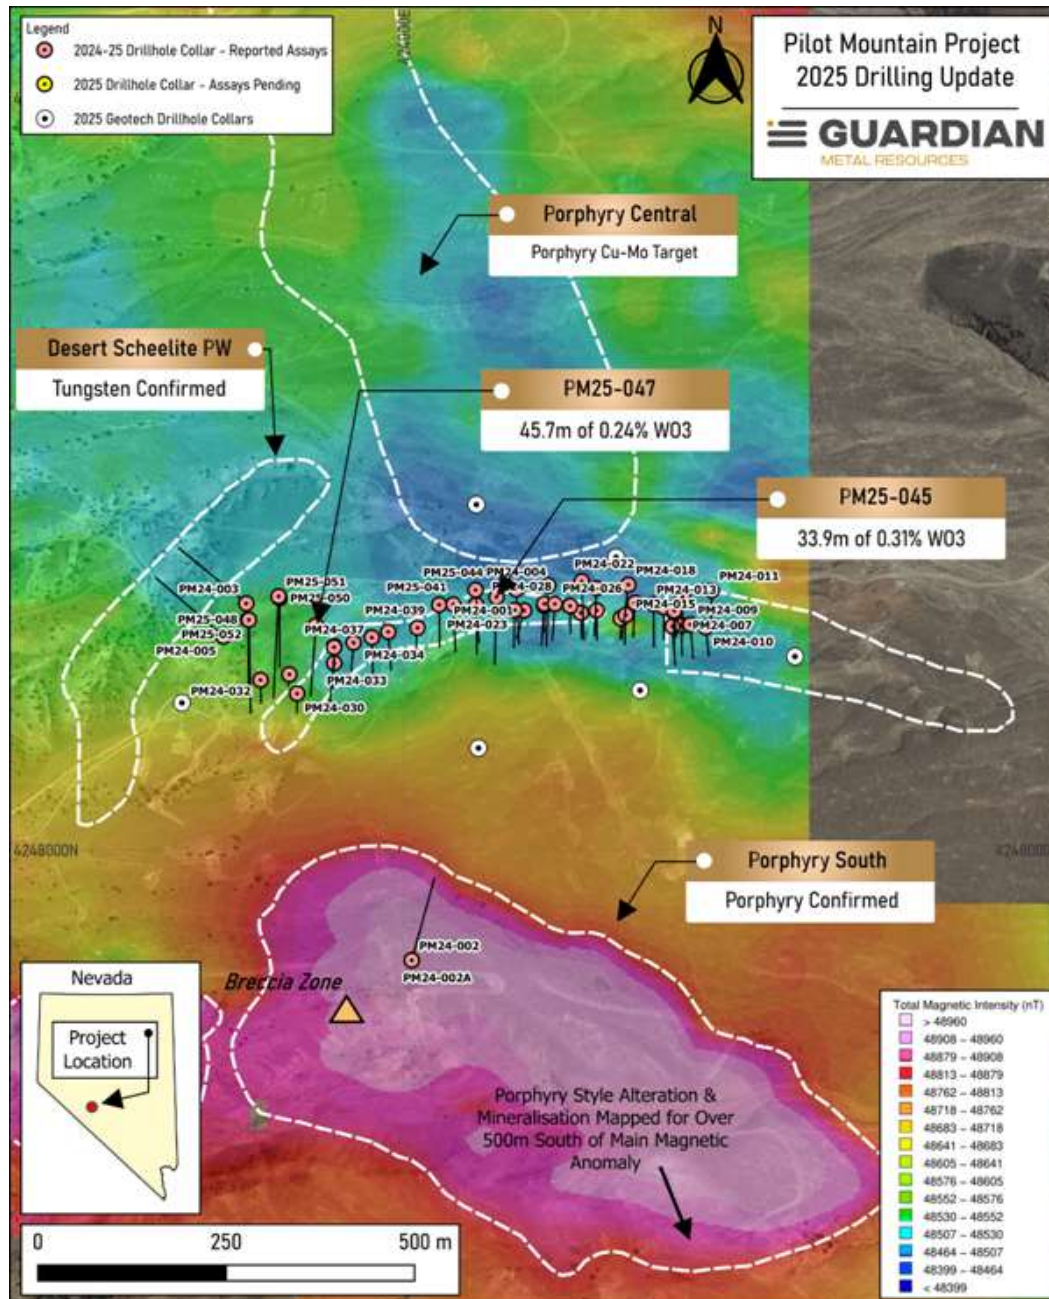 Legend
2024-25 Drillhole Collar - Reported Assays
2025 Drillhole Collar - Assays Pending
2025 Geotech Drillhole Collars
424000E
N
Pilot Mountain Project
2025 Drilling Update
GUARDIAN
METAL RESOURCES
Porphyry Central
Porphyry Cu-Mo Target
Desert Scheelite PW
Tungsten Confirmed
PM25-047
45.7m of 0.24% WO3
PM25-045
33.9m of 0.31% WO3
PM24-003
PM25-051
PM25-050
PM25-048
PM25-052
PM24-005
PM24-037
PM24-039
PM25-041
PM25-044
PM24-004
PM24-028
PM24-001
PM24-023
PM24-022
PM24-026
PM24-018
PM24-015
PM24-013
PM24-011
PM24-009
PM24-007
PM24-010
PM24-034
PM24-033
PM24-032
PM24-030
4248000N
Porphyry South
Porphyry Confirmed
PM24-002
PM24-002A
Breccia Zone
Porphyry Style Alteration &
Mineralisation Mapped for Over
500m South of Main Magnetic
Anomaly
Nevada
Project
Location
0 250 500 m
Total Magnetic Intensity (nT)
> 48960
48908 – 48960
48879 – 48908
48813 – 48879
48762 – 48813
48718 – 48762
48683 – 48718
48641 – 48683
48605 – 48641
48576 – 48605
48552 – 48576
48530 – 48552
48507 – 48530
48464 – 48507
48399 – 48464
< 48399